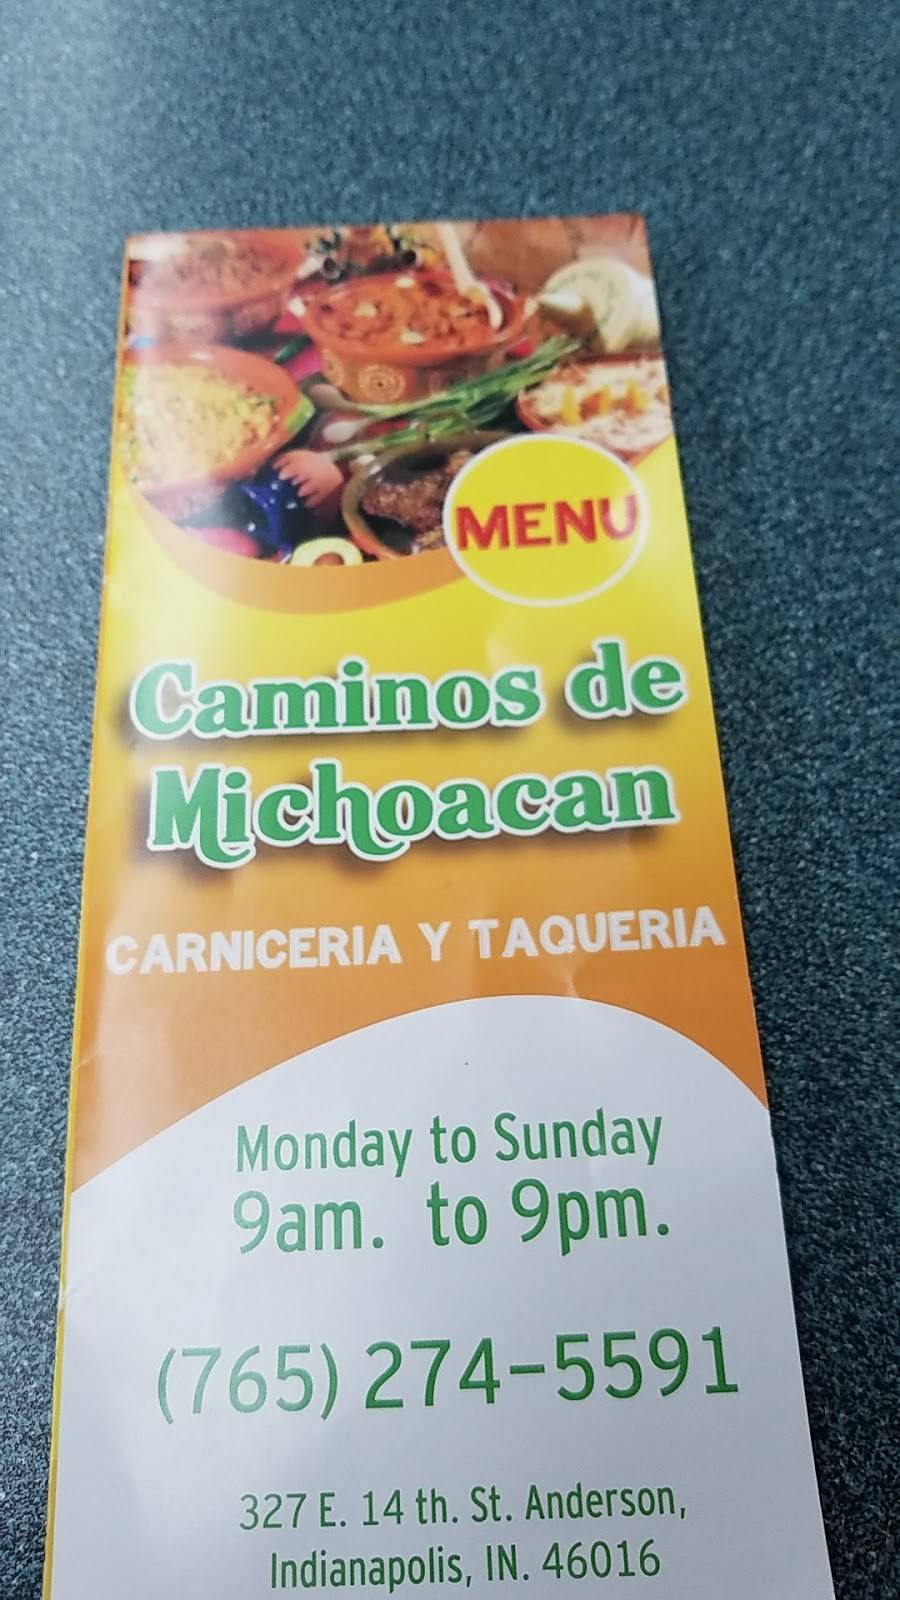 MENU
Caminos de
Michoacan
CARNICERIA Y TAQUERIA
Monday to Sunday
9am. to 9pm.
(765) 274-5591
327 E. 14 th. St. Anderson,
Indianapolis, IN. 46016